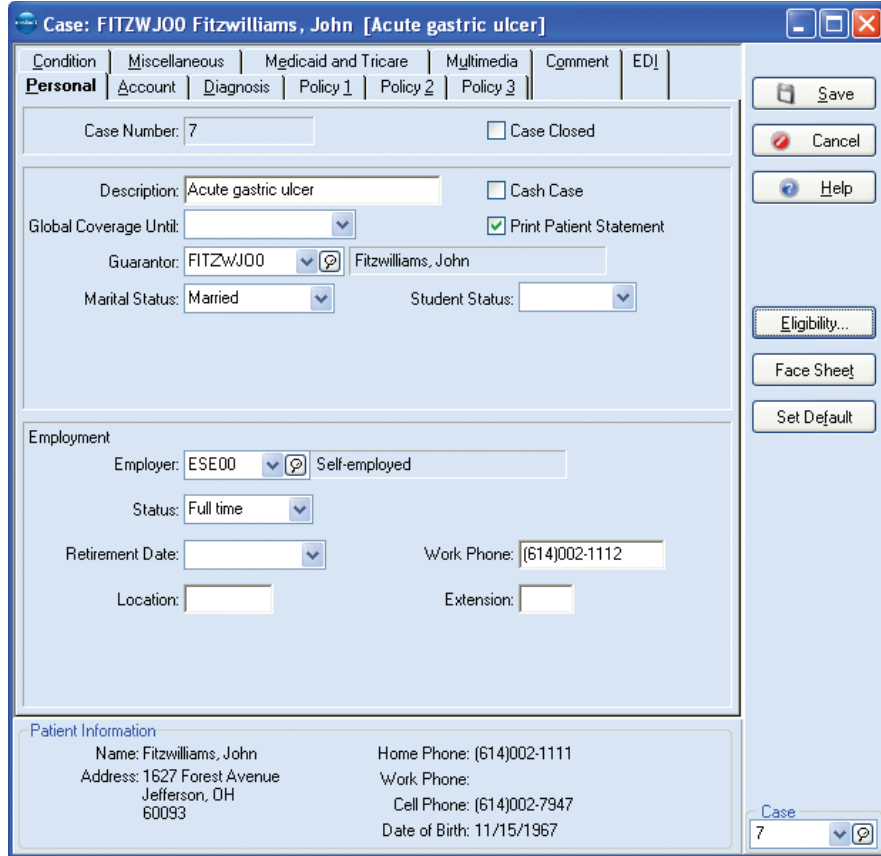 Case: FITZWJO0 Fitzwilliams, John [Acute gastric ulcer]
Condition Miscellaneous Medicaid and Tricare Multimedia Comment EDI
Personal Account Diagnosis Policy 1 Policy 2 Policy 3
Case Number: 7 Case Closed
Description: Acute gastric ulcer Cash Case
Global Coverage Until: Print Patient Statement
Guarantor: FITZWJO0 Fitzwilliams, John
Marital Status: Married Student Status:
Employment
Employer: ESE00 Self-employed
Status: Full time
Retirement Date: Work Phone: (614)002-1112
Location: Extension:
Save
Cancel
Help
Eligibility...
Face Sheet
Set Default
Patient Information
Name: Fitzwilliams, John Home Phone: (614)002-1111
Address: 1627 Forest Avenue Work Phone:
Jefferson, OH Cell Phone: (614)002-7947
60093 Date of Birth: 11/15/1967
Case
7